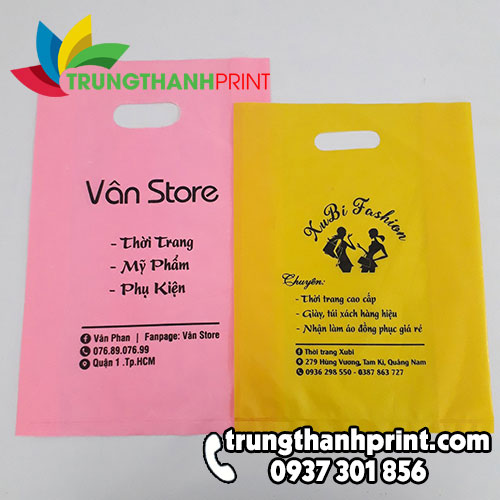 TRUNGTHANHPRINT
Vân Store
- Thời Trang
- Mỹ Phẩm
- Phụ Kiện
Vân Phan | Fanpage: Vân Store
076.89.076.99
Quận 1 .Tp.HCM
XuBi Fashion
Chuyên:
- Thời trang cao cấp
- Giày, túi xách hàng hiệu
- Nhận làm áo đồng phục giá rẻ
Thời trang Xubi
279 Hùng Vương, Tam Kì, Quảng Nam
0936 298 550 - 0387 863 727
trungthanhprint.com
0937 301 856